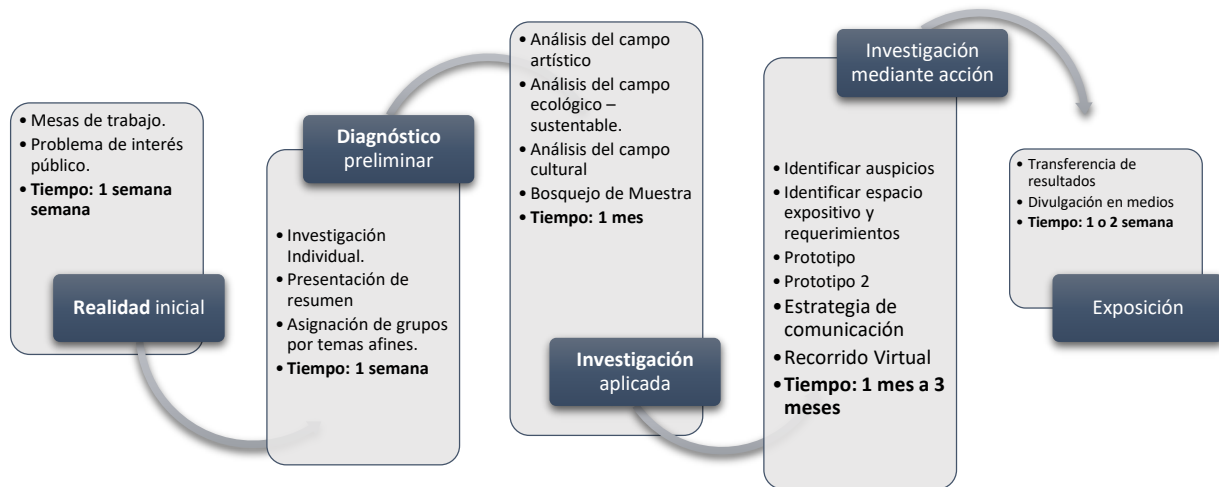 • Mesas de trabajo.
• Problema de interés
público.
• Tiempo: 1 semana
semana
Realidad inicial
Diagnóstico
preliminar
• Investigación
Individual.
• Presentación de
resumen
• Asignación de grupos
por temas afines.
• Tiempo: 1 semana
• Análisis del campo
artístico
• Análisis del campo
ecológico –
sustentable.
• Análisis del campo
cultural
• Bosquejo de Muestra
• Tiempo: 1 mes
Investigación
aplicada
Investigación
mediante acción
• Identificar auspicios
• Identificar espacio
expositivo y
requerimientos
• Prototipo
• Prototipo 2
• Estrategia de
comunicación
• Recorrido Virtual
• Tiempo: 1 mes a 3
meses
• Transferencia de
resultados
• Divulgación en medios
• Tiempo: 1 o 2 semana
Exposición